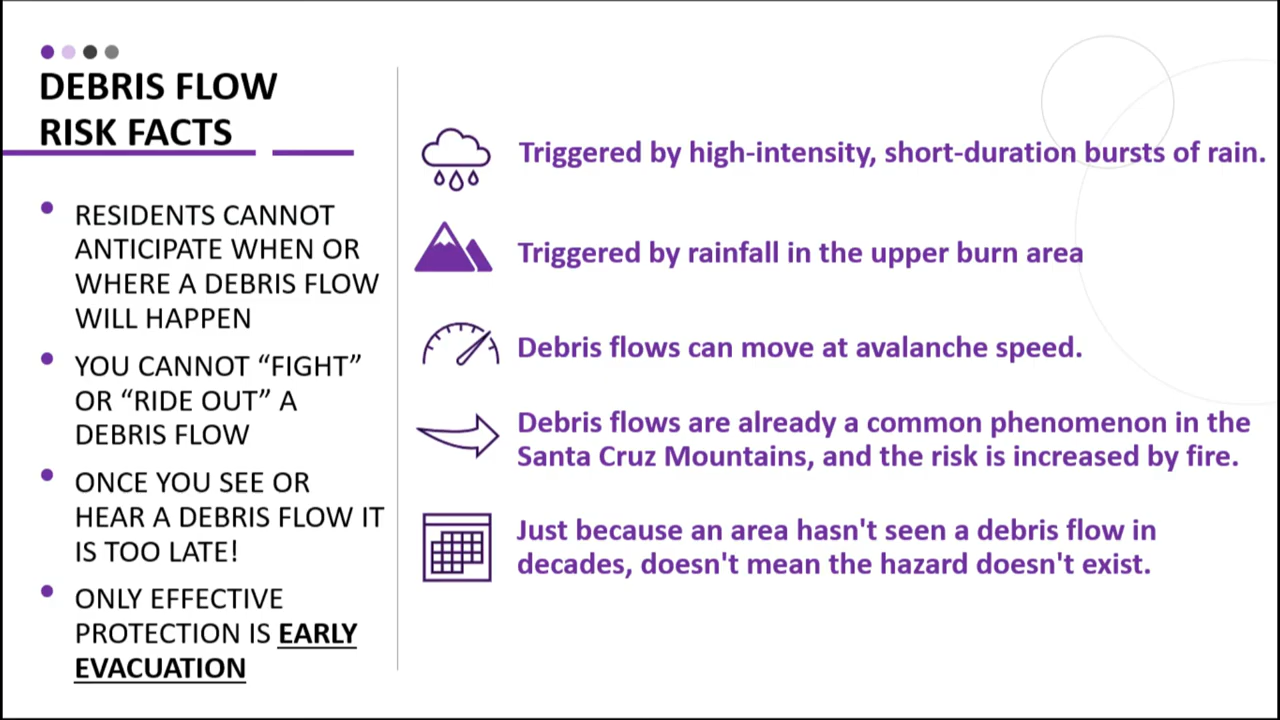 DEBRIS FLOW
RISK FACTS
RESIDENTS CANNOT
ANTICIPATE WHEN OR
WHERE A DEBRIS FLOW
WILL HAPPEN
YOU CANNOT “FIGHT”
OR “RIDE OUT” A
DEBRIS FLOW
ONCE YOU SEE OR
HEAR A DEBRIS FLOW IT
IS TOO LATE!
ONLY EFFECTIVE
PROTECTION IS EARLY
EVACUATION
Triggered by high-intensity, short-duration bursts of rain.
Triggered by rainfall in the upper burn area
Debris flows can move at avalanche speed.
Debris flows are already a common phenomenon in the
Santa Cruz Mountains, and the risk is increased by fire.
Just because an area hasn't seen a debris flow in
decades, doesn't mean the hazard doesn't exist.